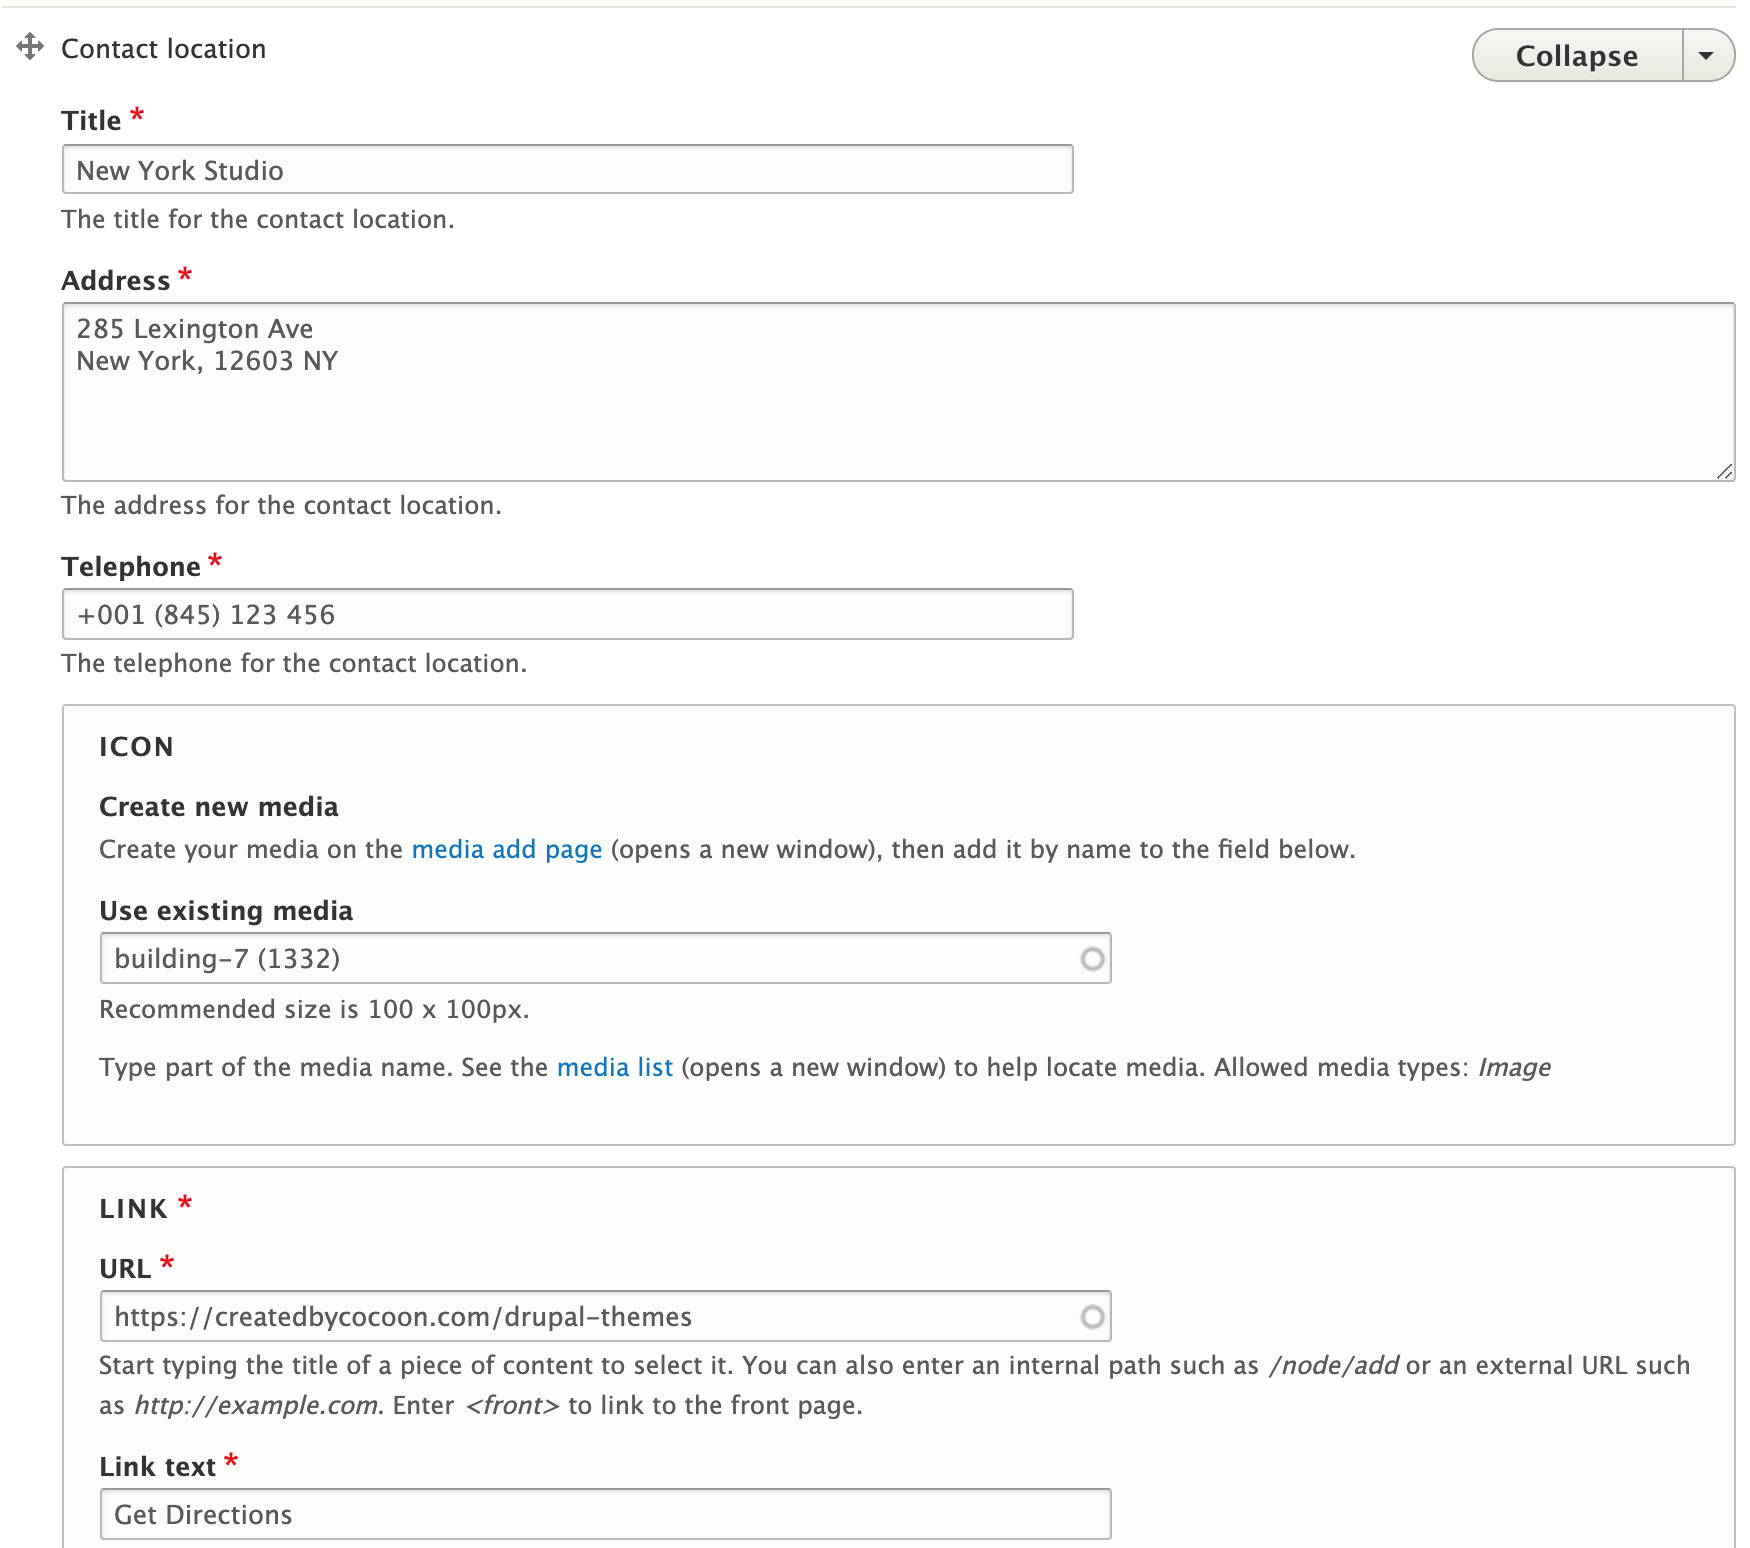 Contact location
Collapse
Title *
New York Studio
The title for the contact location.
Address *
285 Lexington Ave
New York, 12603 NY
The address for the contact location.
Telephone *
+001 (845) 123 456
The telephone for the contact location.
ICON
Create new media
Create your media on the media add page (opens a new window), then add it by name to the field below.
Use existing media
building-7 (1332)
Recommended size is 100 x 100px.
Type part of the media name. See the media list (opens a new window) to help locate media. Allowed media types: Image
LINK *
URL *
https://createdbycocoon.com/drupal-themes
Start typing the title of a piece of content to select it. You can also enter an internal path such as /node/add or an external URL such
as http://example.com. Enter <front> to link to the front page.
Link text *
Get Directions